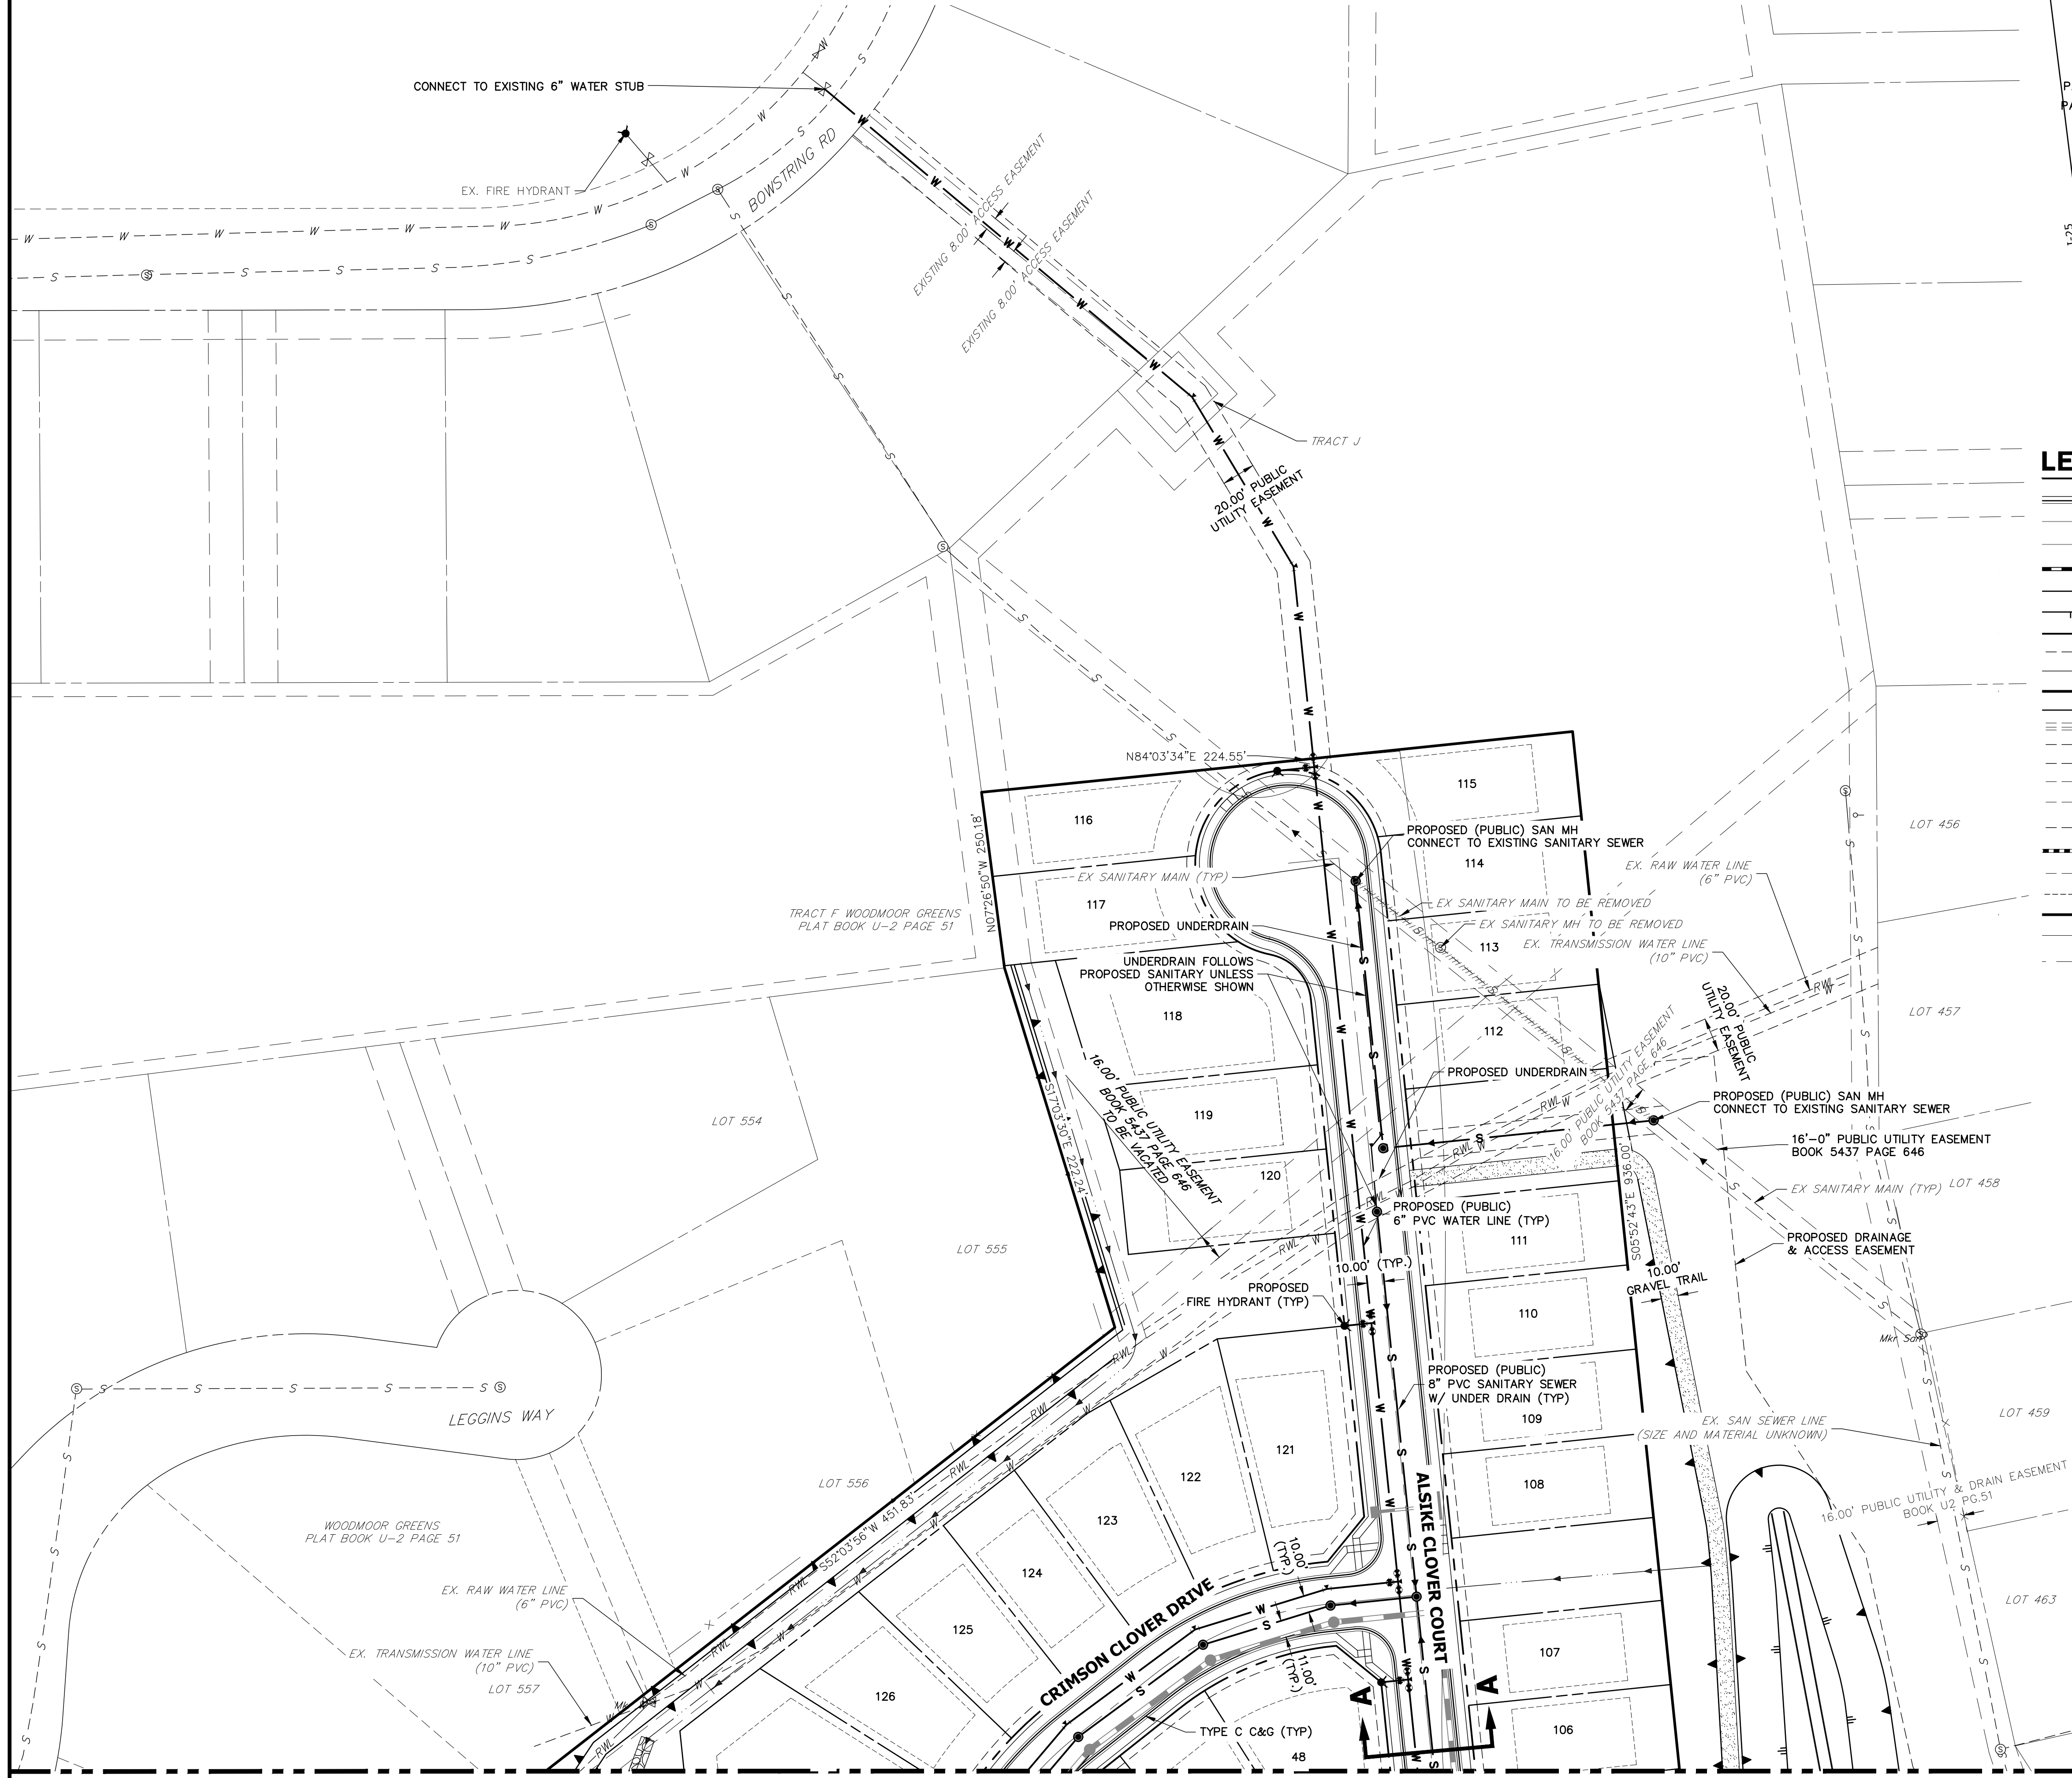 CONNECT TO EXISTING 6" WATER STUB
EX. FIRE HYDRANT
BOWSTRING RD
EXISTING 8.00' ACCESS EASEMENT
EXISTING 8.00' ACCESS EASEMENT
TRACT J
20.00' PUBLIC
UTILITY EASEMENT
N84°03'34"E 224.55'
N07°26'50"W 250.18'
116
115
PROPOSED (PUBLIC) SAN MH
CONNECT TO EXISTING SANITARY SEWER
114
LOT 456
EX. RAW WATER LINE
(6" PVC)
EX SANITARY MAIN (TYP)
117
EX SANITARY MAIN TO BE REMOVED
TRACT F WOODMOOR GREENS
PLAT BOOK U-2 PAGE 51
PROPOSED UNDERDRAIN
EX SANITARY MH TO BE REMOVED
113
EX. TRANSMISSION WATER LINE
(10" PVC)
UNDERDRAIN FOLLOWS
PROPOSED SANITARY UNLESS
OTHERWISE SHOWN
20.00' PUBLIC
UTILITY EASEMENT
LOT 457
118
112
16.00' PUBLIC UTILITY EASEMENT
BOOK 5437 PAGE 646
TO BE VACATED
S17°03'30"E 222.24'
PROPOSED UNDERDRAIN
16.00' PUBLIC UTILITY EASEMENT
BOOK 5437 PAGE 646
PROPOSED (PUBLIC) SAN MH
CONNECT TO EXISTING SANITARY SEWER
LOT 554
119
16'-0" PUBLIC UTILITY EASEMENT
BOOK 5437 PAGE 646
120
EX SANITARY MAIN (TYP)
LOT 458
PROPOSED (PUBLIC)
6" PVC WATER LINE (TYP)
111
S05°52'43"E 936.00'
PROPOSED DRAINAGE
& ACCESS EASEMENT
LOT 555
10.00' (TYP.)
10.00'
GRAVEL TRAIL
PROPOSED
FIRE HYDRANT (TYP)
110
Mkr San
PROPOSED (PUBLIC)
8" PVC SANITARY SEWER
W/ UNDER DRAIN (TYP)
LEGGINS WAY
109
EX. SAN SEWER LINE
(SIZE AND MATERIAL UNKNOWN)
LOT 459
121
122
LOT 556
108
S52°03'56"W 451.83'
123
16.00' PUBLIC UTILITY & DRAIN EASEMENT
BOOK U2 PG.51
WOODMOOR GREENS
PLAT BOOK U-2 PAGE 51
124
10.00'
(TYP.)
ALSIKE CLOVER COURT
CRIMSON CLOVER DRIVE
EX. RAW WATER LINE
(6" PVC)
LOT 463
125
107
EX. TRANSMISSION WATER LINE
(10" PVC)
LOT 557
126
11.00'
(TYP.)
A
A
TYPE C C&G (TYP)
106
48
I-25
LE